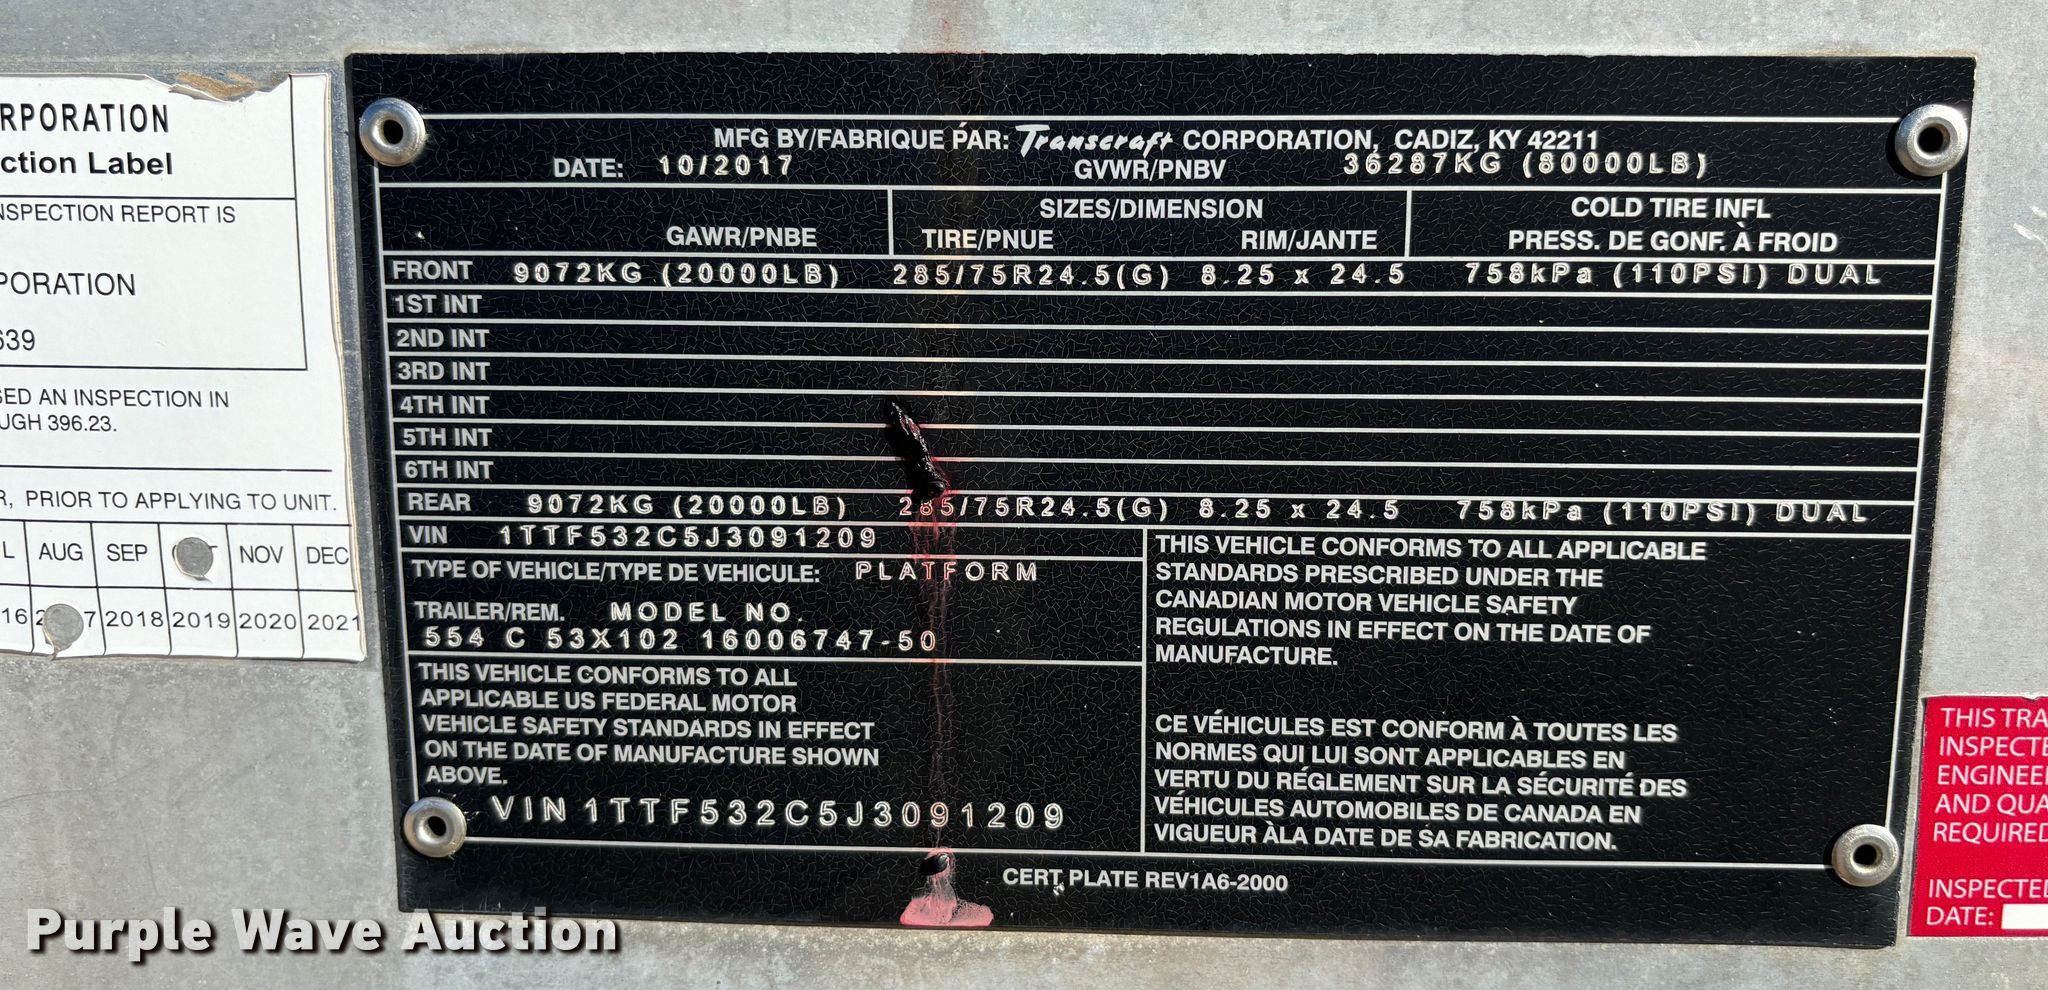 RPORATION
ction Label
NSPECTION REPORT IS
PORATION
639
SED AN INSPECTION IN
UGH 396.23.
R, PRIOR TO APPLYING TO UNIT.
L AUG SEP NOV DEC
16 2 7 2018 2019 2020 2021
MFG BY/FABRIQUE PAR: Transcraft CORPORATION, CADIZ, KY 42211
DATE: 10/2017 GVWR/PNBV 36287KG (80000LB)
SIZES/DIMENSION COLD TIRE INFL
GAWR/PNBE TIRE/PNUE RIM/JANTE PRESS. DE GONF. À FROID
FRONT 9072KG (20000LB) 285/75R24.5(G) 8.25 x 24.5 758kPa (110PSI) DUAL
1ST INT
2ND INT
3RD INT
4TH INT
5TH INT
6TH INT
REAR 9072KG (20000LB) 285/75R24.5(G) 8.25 x 24.5 758kPa (110PSI) DUAL
VIN 1TTF532C5J3091209
TYPE OF VEHICLE/TYPE DE VEHICULE: PLATFORM
TRAILER/REM. MODEL NO.
554 C 53X102 16006747-50
THIS VEHICLE CONFORMS TO ALL
APPLICABLE US FEDERAL MOTOR
VEHICLE SAFETY STANDARDS IN EFFECT
ON THE DATE OF MANUFACTURE SHOWN
ABOVE.
VIN 1TTF532C5J3091209
THIS VEHICLE CONFORMS TO ALL APPLICABLE
STANDARDS PRESCRIBED UNDER THE
CANADIAN MOTOR VEHICLE SAFETY
REGULATIONS IN EFFECT ON THE DATE OF
MANUFACTURE.
CE VÉHICULES EST CONFORM À TOUTES LES
NORMES QUI LUI SONT APPLICABLES EN
VERTU DU RÉGLEMENT SUR LA SÉCURITÉ DES
VÉHICULES AUTOMOBILES DE CANADA EN
VIGUEUR ÀLA DATE DE SA FABRICATION.
CERT. PLATE REV1A6-2000
THIS TRA
INSPECTE
ENGINEE
AND QUA
REQUIRED
INSPECTED
DATE:
Purple Wave Auction